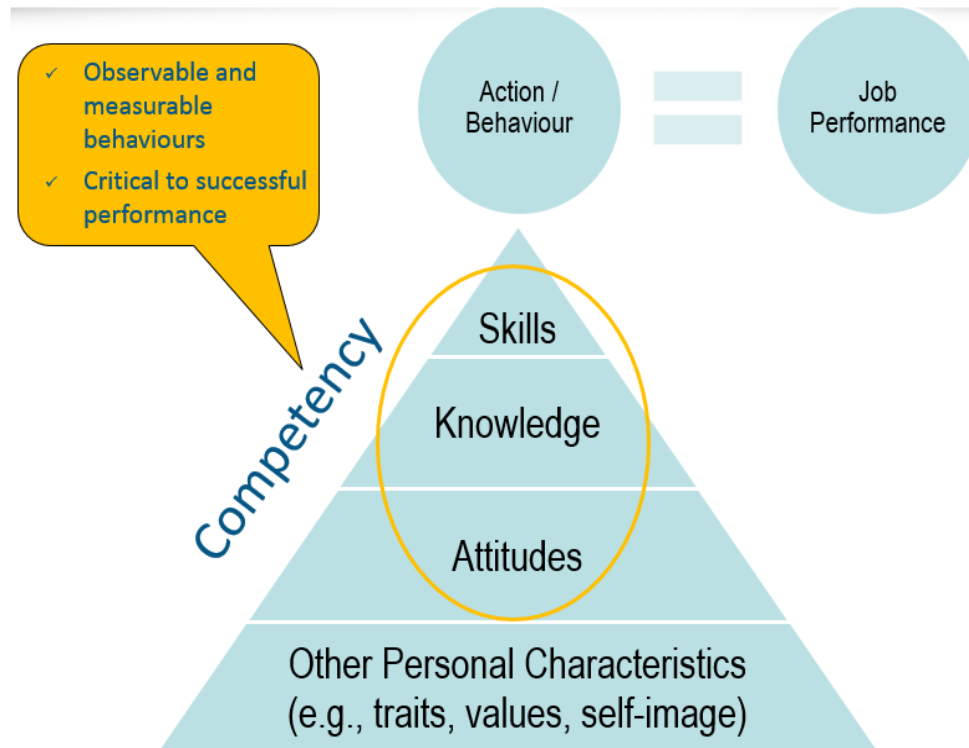 ✓ Observable and
measurable
behaviours
✓ Critical to successful
performance
Action /
Behaviour
Job
Performance
Competency
Skills
Knowledge
Attitudes
Other Personal Characteristics
(e.g., traits, values, self-image)